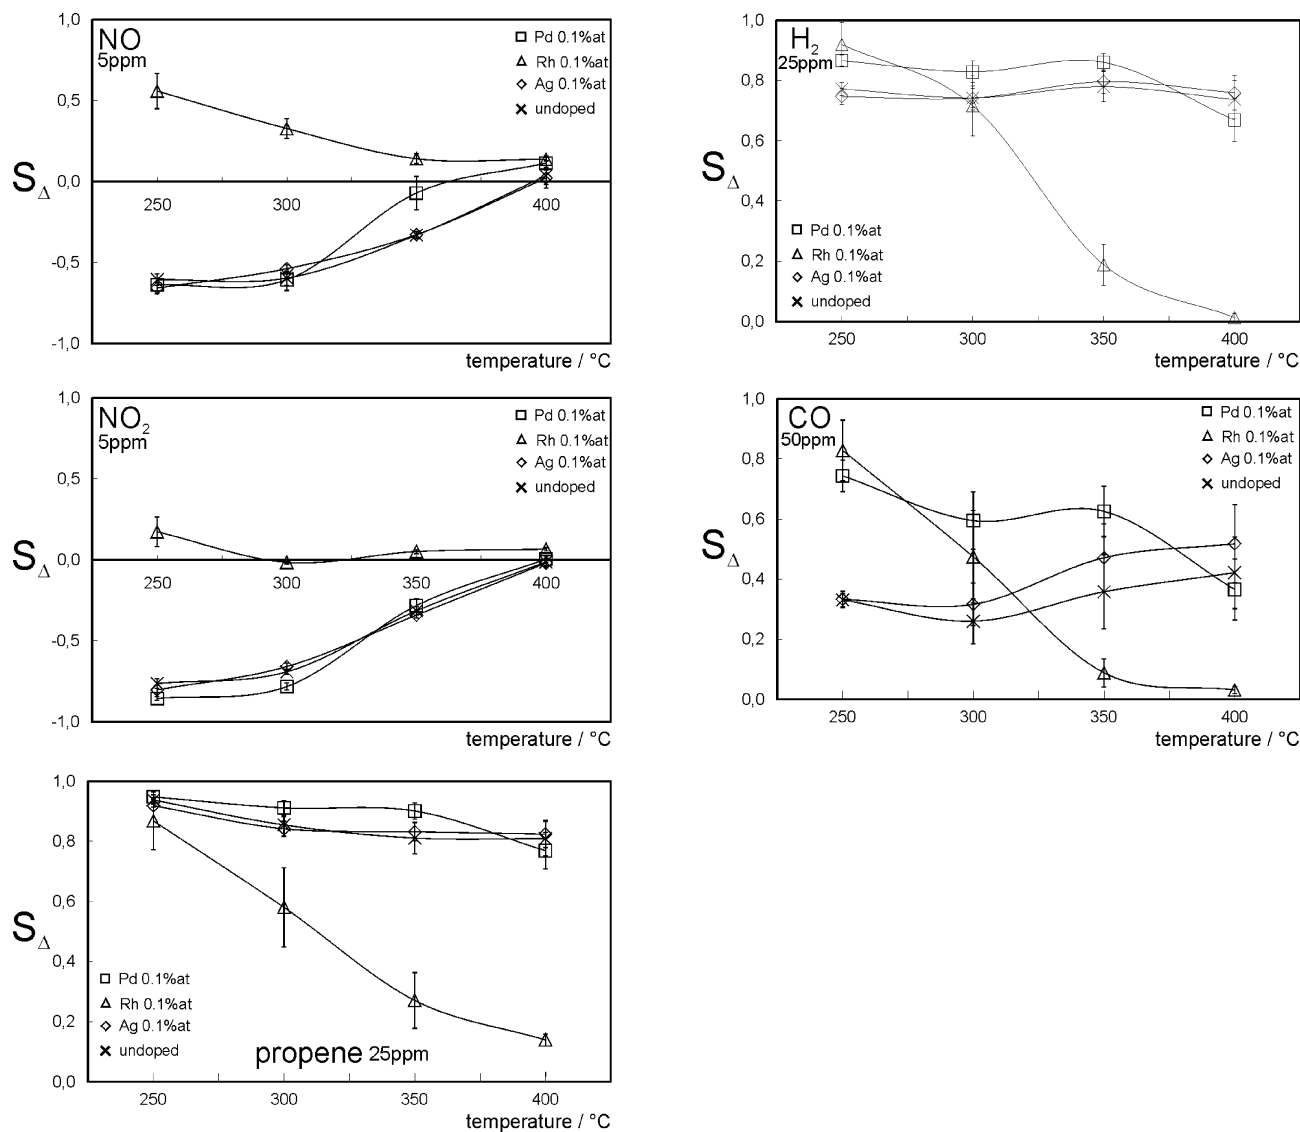 NO
5ppm
1,0
0,5
0,0
-0,5
-1,0
S Δ
Pd 0.1%at
Rh 0.1%at
Ag 0.1%at
undoped
250 300 350 400
temperature / °C
H2
25ppm
1,0
0,8
0,6
0,4
0,2
0,0
S Δ
Pd 0.1%at
Rh 0.1%at
Ag 0.1%at
undoped
250 300 350 400
temperature / °C
NO2
5ppm
1,0
0,5
0,0
-0,5
-1,0
S Δ
Pd 0.1%at
Rh 0.1%at
Ag 0.1%at
undoped
250 300 350 400
temperature / °C
CO
50ppm
1,0
0,8
0,6
0,4
0,2
0,0
S Δ
Pd 0.1%at
Rh 0.1%at
Ag 0.1%at
undoped
250 300 350 400
temperature / °C
1,0
0,8
0,6
0,4
0,2
0,0
S Δ
Pd 0.1%at
Rh 0.1%at
Ag 0.1%at
undoped
propene 25ppm
250 300 350 400
temperature / °C